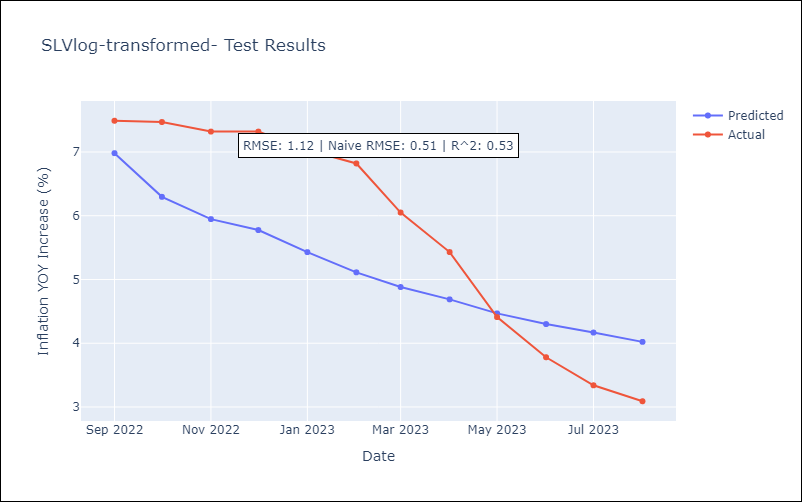 SLVlog-transformed- Test Results
Predicted
Actual
RMSE: 1.12 | Naive RMSE: 0.51 | R^2: 0.53
Inflation YOY Increase (%)
7
6
5
4
3
Sep 2022 Nov 2022 Jan 2023 Mar 2023 May 2023 Jul 2023
Date